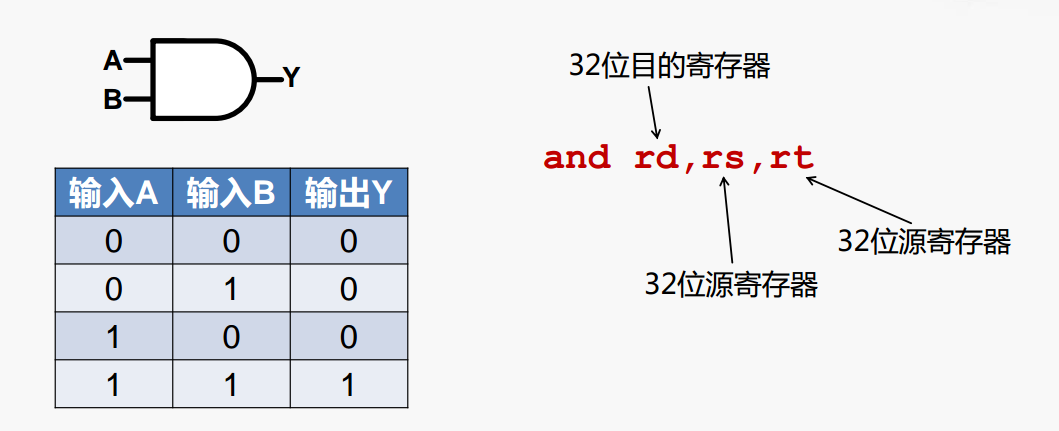 A
B
Y
输入A 输入B 输出Y
0 0 0
0 1 0
1 0 0
1 1 1
32位目的寄存器
and rd,rs,rt
32位源寄存器
32位源寄存器